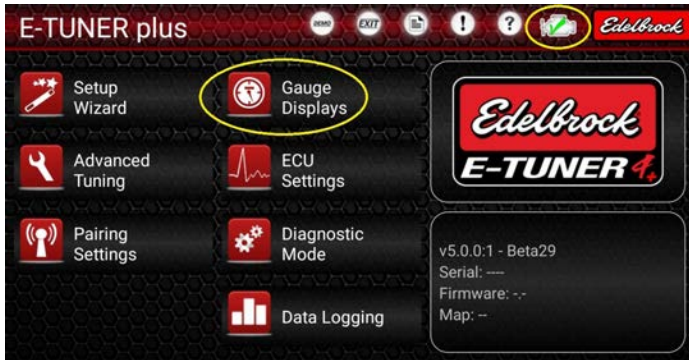 E-TUNER plus
DEMO
EXIT
!
?
Edelbrock
Setup
Wizard
Gauge
Displays
Advanced
Tuning
ECU
Settings
Pairing
Settings
Diagnostic
Mode
Data Logging
Edelbrock
E-TUNER 4+
v5.0.0:1 - Beta29
Serial: ----
Firmware: -.-
Map: --